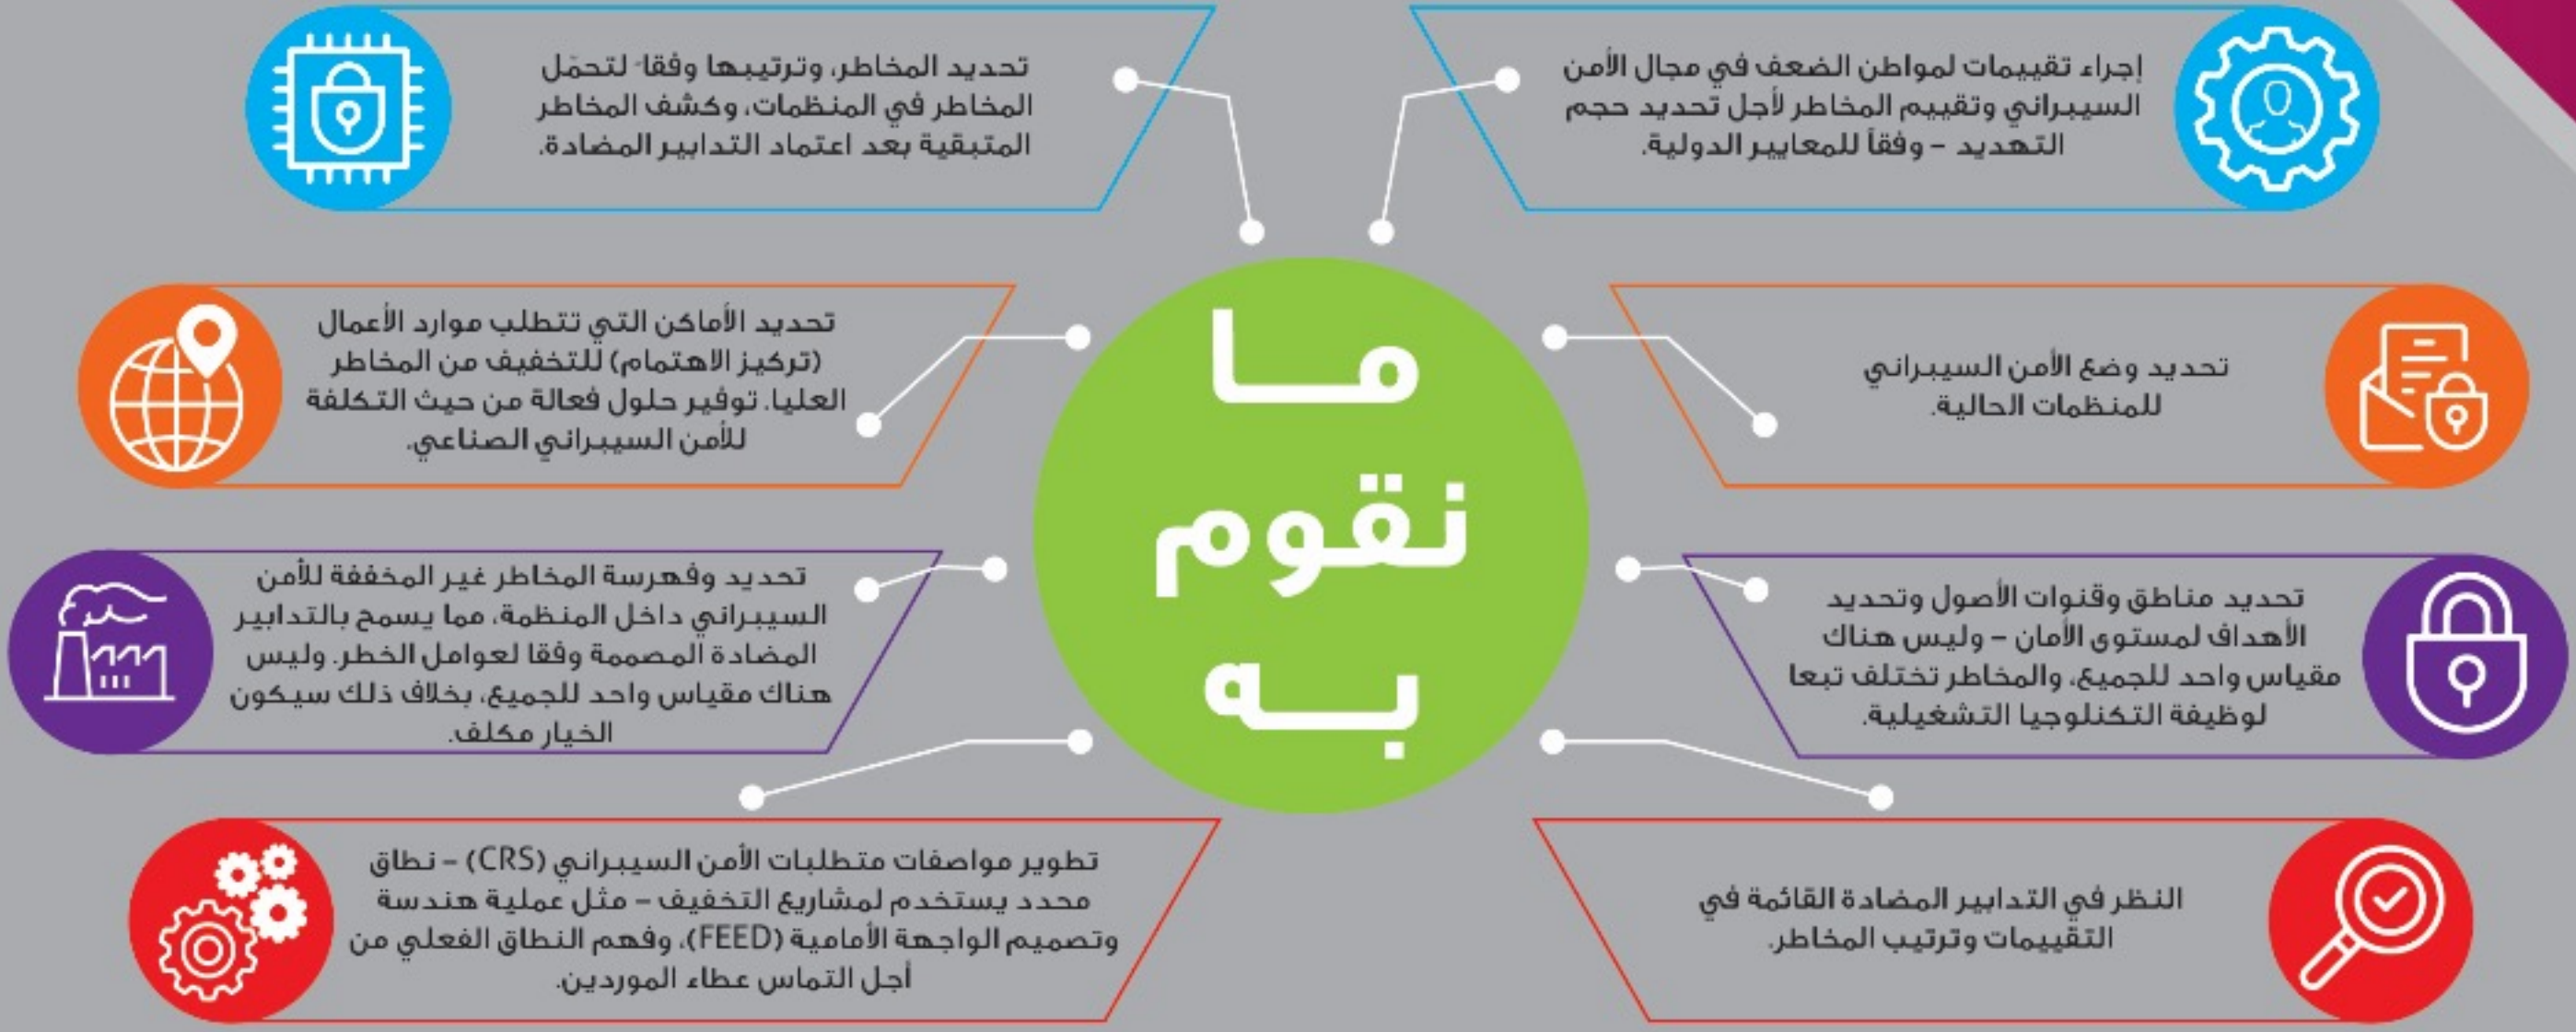 إجراء تقييمات لمواطن الضعف في مجال الأمن
السيبراني وتقييم المخاطر لأجل تحديد حجم
التهديد – وفقاً للمعايير الدولية.
تحديد وضع الأمن السيبراني
للمنظمات الحالية.
تحديد مناطق وقنوات الأصول وتحديد
الأهداف لمستوى الأمان – وليس هناك
مقياس واحد للجميع، والمخاطر تختلف تبعا
لوظيفة التكنلوجيا التشغيلية.
النظر في التدابير المضادة القائمة في
التقييمات وترتيب المخاطر.
ما
نقوم
به
تحديد المخاطر، وترتيبها وفقا ً لتحمّل
المخاطر في المنظمات، وكشف المخاطر
المتبقية بعد اعتماد التدابير المضادة.
تحديد الأماكن التي تتطلب موارد الأعمال
(تركيز الاهتمام) للتخفيف من المخاطر
العليا. توفير حلول فعالة من حيث التكلفة
للأمن السيبراني الصناعي.
تحديد وفهرسة المخاطر غير المخففة للأمن
السيبراني داخل المنظمة، مما يسمح بالتدابير
المضادة المصممة وفقا لعوامل الخطر. وليس
هناك مقياس واحد للجميع، بخلاف ذلك سيكون
الخيار مكلف.
تطوير مواصفات متطلبات الأمن السيبراني (CRS) – نطاق
محدد يستخدم لمشاريع التخفيف – مثل عملية هندسة
وتصميم الواجهة الأمامية (FEED)، وفهم النطاق الفعلي من
أجل التماس عطاء الموردين.